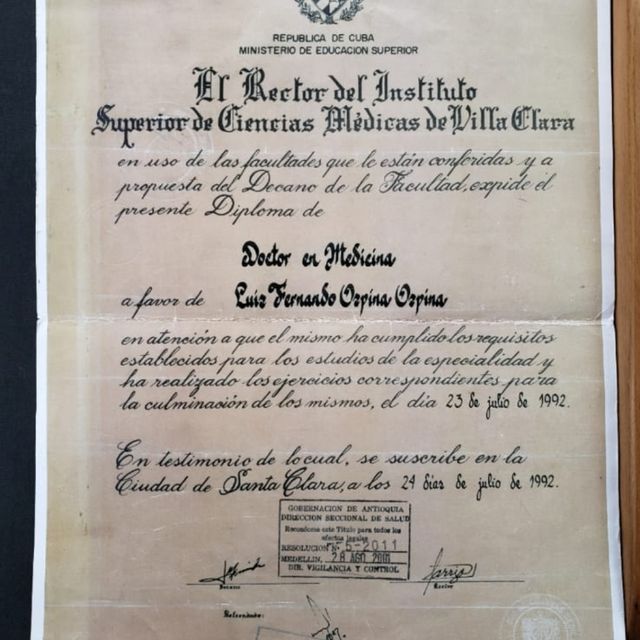 REPUBLICA DE CUBA
MINISTERIO DE EDUCACION SUPERIOR
El Rector del Instituto
Superior de Ciencias Médicas de Villa Clara
en uso de las facultades que le están conferidas y a
propuesta del Decano de la Facultad, expide el
presente Diploma de
Doctor en Medicina
a favor de Luis Fernando Ospina Ospina
en atención a que el mismo ha cumplido los requisitos
establecidos para los estudios de la especialidad y
ha realizado los ejercicios correspondientes para
la culminación de los mismos, el día 23 de julio de 1992.
En testimonio de lo cual, se suscribe en la
Ciudad de Santa Clara, a los 24 días de julio de 1992.
GOBERNACION DE ANTIOQUIA
DIRECCION SECCIONAL DE SALUD
Reconócese este Título para todos los
efectos legales
RESOLUCION Nº 5-2011
MEDELLIN, 28 AGO
DIR. VIGILANCIA Y CONTROL
Decano
Rector
Refrendado: